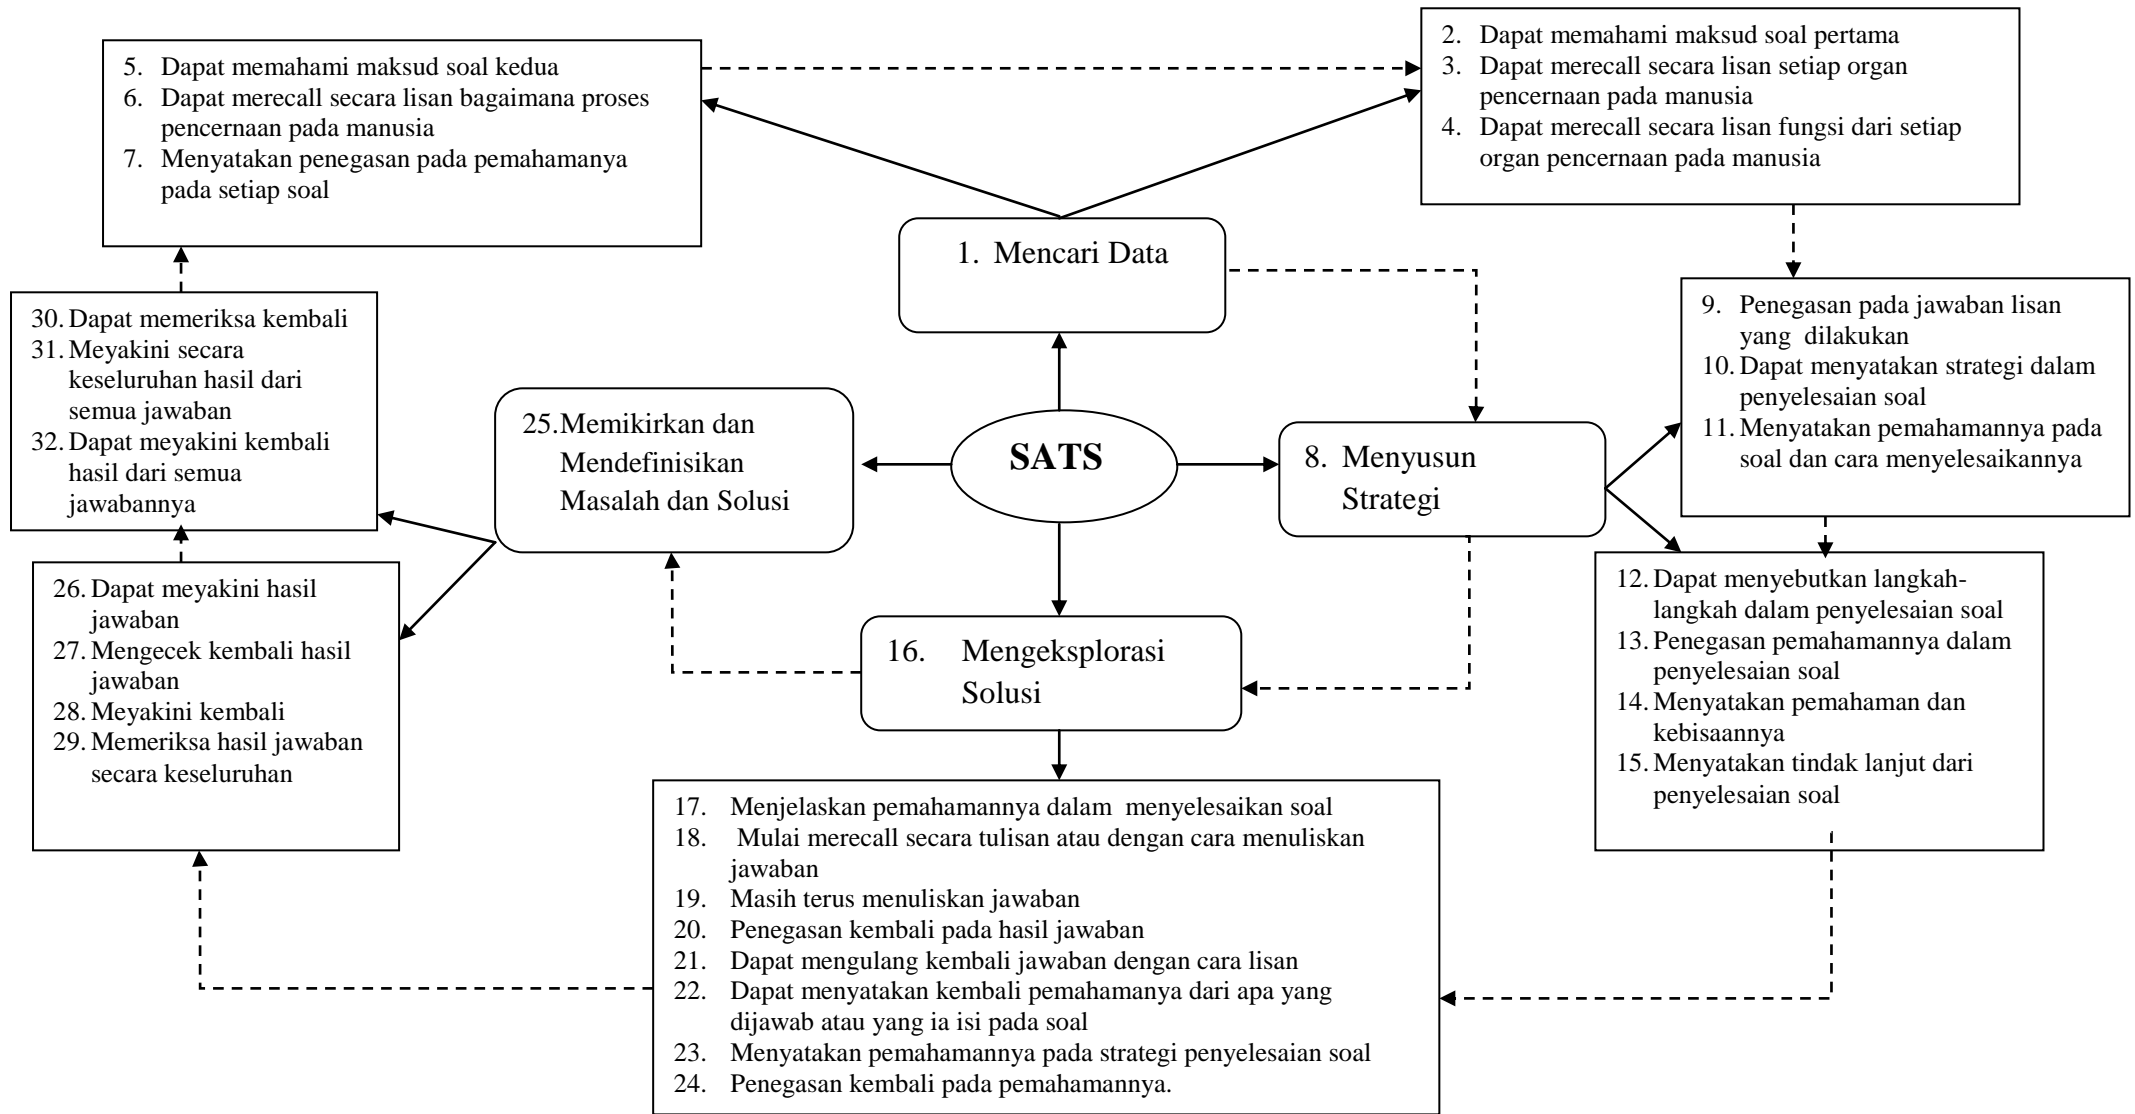 5. Dapat memahami maksud soal kedua
6. Dapat merecall secara lisan bagaimana proses
pencernaan pada manusia
7. Menyatakan penegasan pada pemahamanya
pada setiap soal
2. Dapat memahami maksud soal pertama
3. Dapat merecall secara lisan setiap organ
pencernaan pada manusia
4. Dapat merecall secara lisan fungsi dari setiap
organ pencernaan pada manusia
1. Mencari Data
30. Dapat memeriksa kembali
31. Meyakini secara
keseluruhan hasil dari
semua jawaban
32. Dapat meyakini kembali
hasil dari semua
jawabannya
25.Memikirkan dan
Mendefinisikan
Masalah dan Solusi
SATS
8. Menyusun
Strategi
9. Penegasan pada jawaban lisan
yang dilakukan
10. Dapat menyatakan strategi dalam
penyelesaian soal
11. Menyatakan pemahamannya pada
soal dan cara menyelesaikannya
26. Dapat meyakini hasil
jawaban
27. Mengecek kembali hasil
jawaban
28. Meyakini kembali
29. Memeriksa hasil jawaban
secara keseluruhan
16. Mengeksplorasi
Solusi
12. Dapat menyebutkan langkah-
langkah dalam penyelesaian soal
13. Penegasan pemahamannya dalam
penyelesaian soal
14. Menyatakan pemahaman dan
kebisaannya
15. Menyatakan tindak lanjut dari
penyelesaian soal
17. Menjelaskan pemahamannya dalam menyelesaikan soal
18. Mulai merecall secara tulisan atau dengan cara menuliskan
jawaban
19. Masih terus menuliskan jawaban
20. Penegasan kembali pada hasil jawaban
21. Dapat mengulang kembali jawaban dengan cara lisan
22. Dapat menyatakan kembali pemahamanya dari apa yang
dijawab atau yang ia isi pada soal
23. Menyatakan pemahamannya pada strategi penyelesaian soal
24. Penegasan kembali pada pemahamannya.